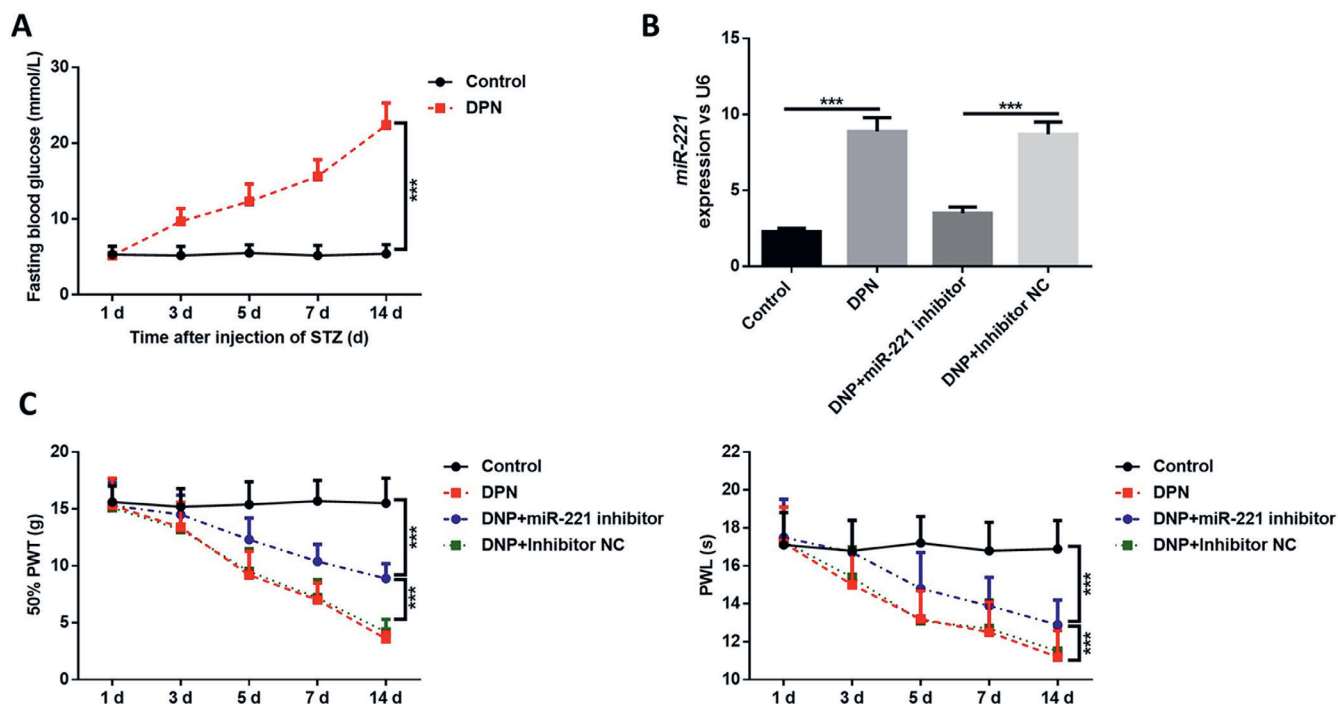 A
Fasting blood glucose (mmol/L)
30
20
10
0
1 d 3 d 5 d 7 d 14 d
Time after injection of STZ (d)
Control
DPN
***
B
miR-221
expression vs U6
15
10
5
0
***
***
Control
DPN
DNP+miR-221 inhibitor
DNP+Inhibitor NC
C
50% PWT (g)
20
15
10
5
0
1 d 3 d 5 d 7 d 14 d
Control
DPN
DNP+miR-221 inhibitor
DNP+Inhibitor NC
***
***
PWL (s)
22
20
18
16
14
12
10
1 d 3 d 5 d 7 d 14 d
Control
DPN
DNP+miR-221 inhibitor
DNP+Inhibitor NC
***
***